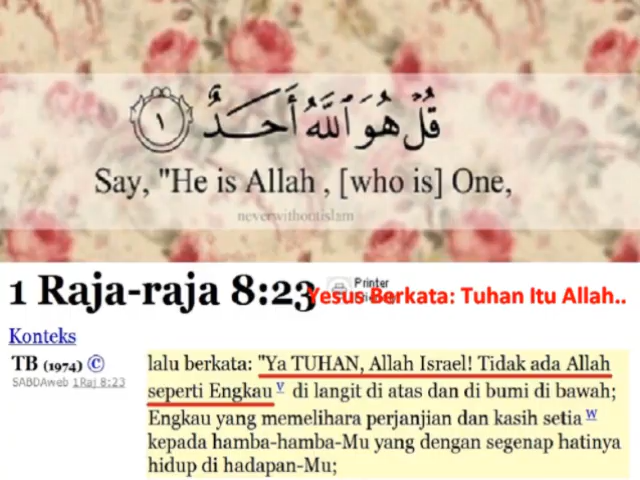 قُلْ هُوَ ٱللَّهُ أَحَدٌ ١
Say, "He is Allah , [who is] One,
neverwithoutislam
1 Raja-raja 8:23
Printer
Yesus Berkata: Tuhan Itu Allah..
Konteks
TB (1974) © lalu berkata: "Ya TUHAN, Allah Israel! Tidak ada Allah
SABDAweb 1Raj 8:23
seperti Engkau v di langit di atas dan di bumi di bawah;
Engkau yang memelihara perjanjian dan kasih setia w
kepada hamba-hamba-Mu yang dengan segenap hatinya
hidup di hadapan-Mu;